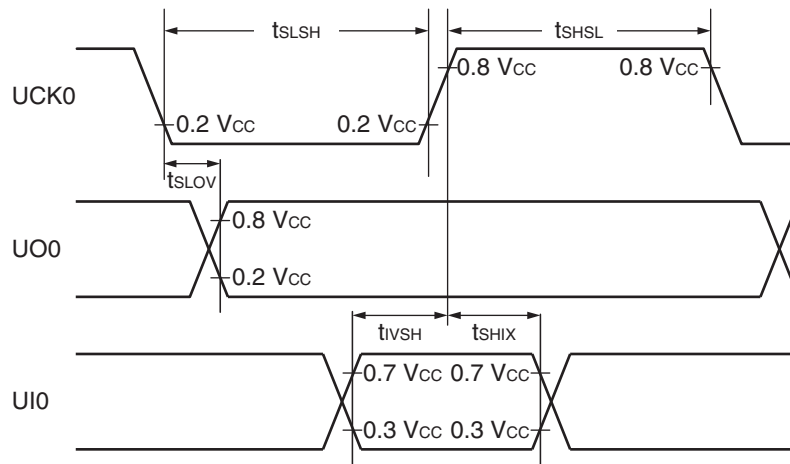 tSLSH tSHSL
UCK0 0.8 VCC 0.8 VCC
0.2 VCC 0.2 VCC
tSLOV
UO0 0.8 VCC
0.2 VCC
tIVSH tSHIX
UI0 0.7 VCC 0.7 VCC
0.3 VCC 0.3 VCC